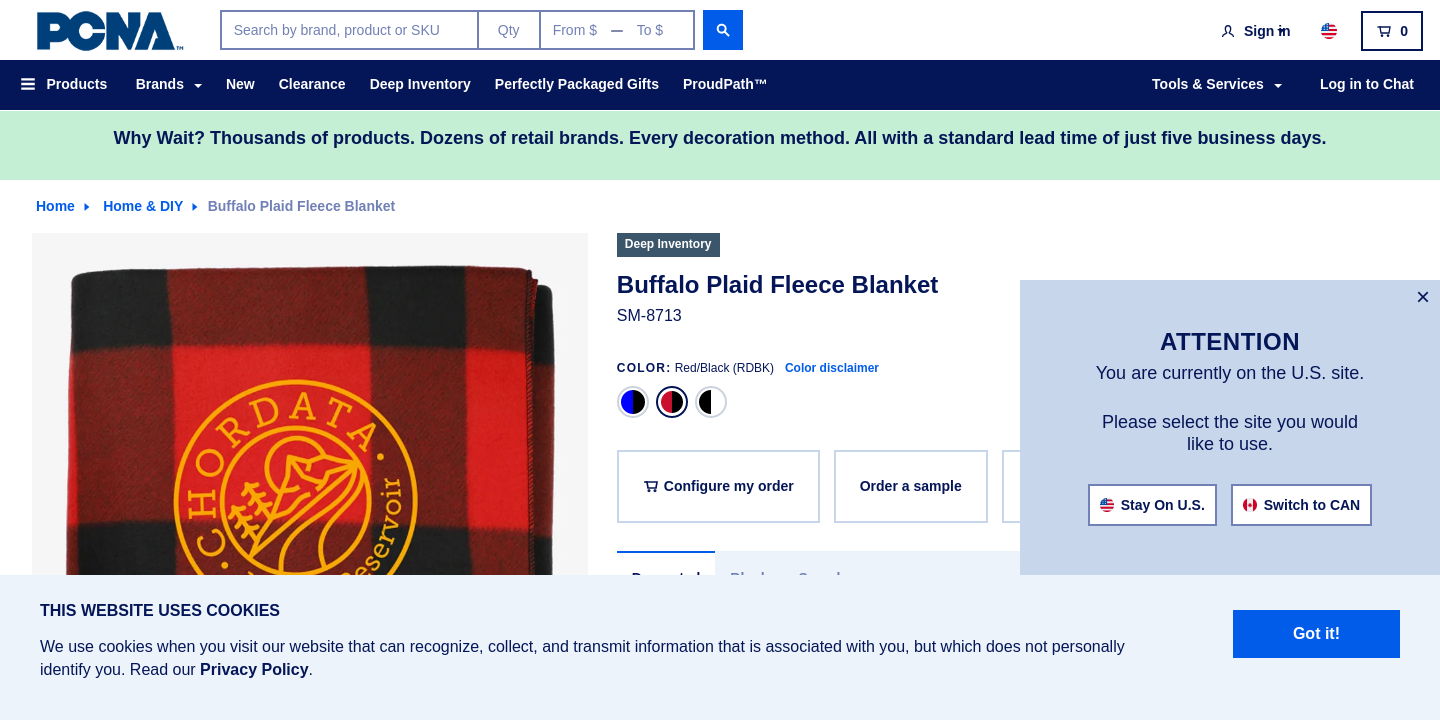 PCNA™
Search by brand, product or SKU
Qty
From $
—
To $
Sign in
0
Products
Brands
New
Clearance
Deep Inventory
Perfectly Packaged Gifts
ProudPath™
Tools & Services
Log in to Chat
Why Wait? Thousands of products. Dozens of retail brands. Every decoration method. All with a standard lead time of just five business days.
Home
Home & DIY
Buffalo Plaid Fleece Blanket
CHORDATA
Reservoir
Deep Inventory
Buffalo Plaid Fleece Blanket
SM-8713
COLOR: Red/Black (RDBK) Color disclaimer
Configure my order
Order a sample
ATTENTION
You are currently on the U.S. site.
Please select the site you would
like to use.
Stay On U.S.
Switch to CAN
THIS WEBSITE USES COOKIES
We use cookies when you visit our website that can recognize, collect, and transmit information that is associated with you, but which does not personally
identify you. Read our Privacy Policy.
Got it!